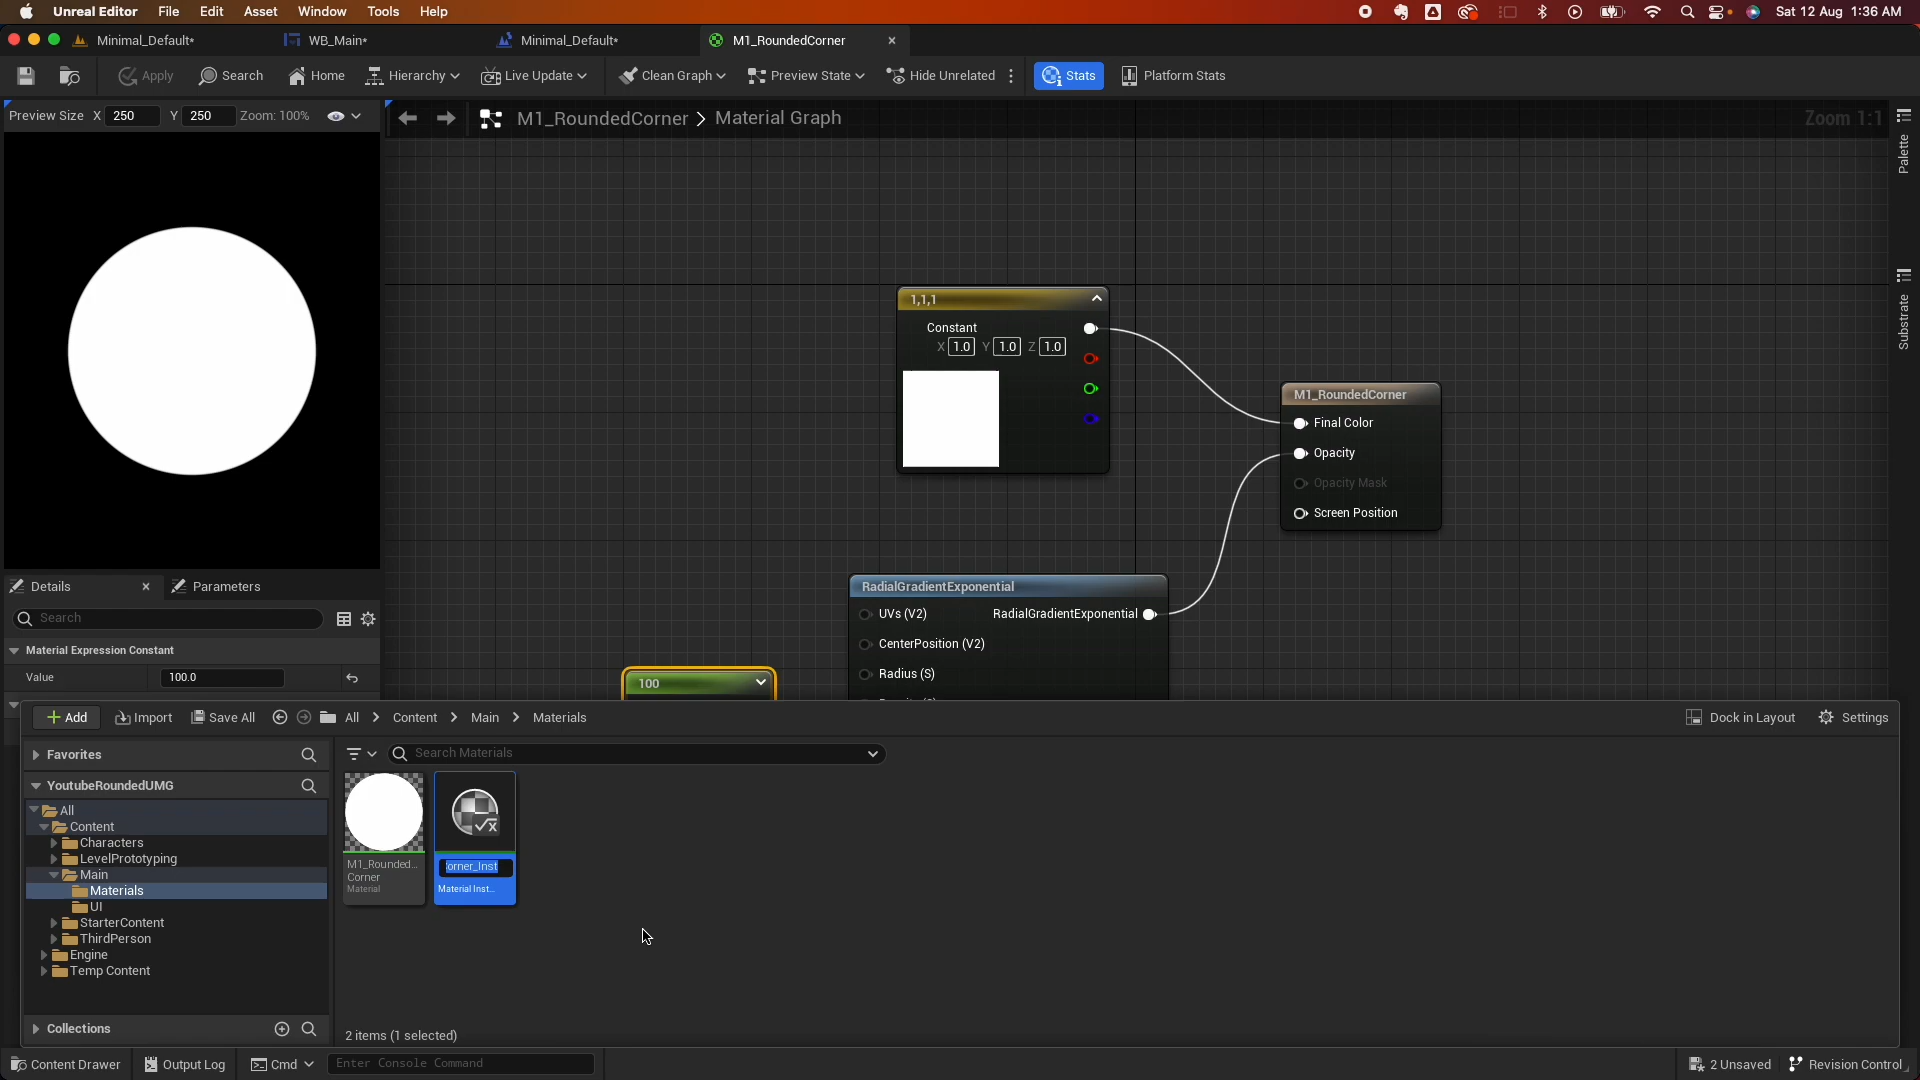 Unreal Editor File Edit Asset Window Tools Help Sat 12 Aug 1:36 AM
Minimal_Default* WB_Main* Minimal_Default* M1_RoundedCorner
Apply Search Home Hierarchy Live Update Clean Graph Preview State Hide Unrelated Stats Platform Stats
Preview Size X 250 Y 250 Zoom: 100%
M1_RoundedCorner > Material Graph
Zoom 1:1
Palette
Substrate
1,1,1
Constant
X 1.0 Y 1.0 Z 1.0
M1_RoundedCorner
Final Color
Opacity
Opacity Mask
Screen Position
RadialGradientExponential
UVs (V2) RadialGradientExponential
CenterPosition (V2)
Radius (S)
100
Details Parameters
Search
Material Expression Constant
Value 100.0
Add Import Save All All > Content > Main > Materials Dock in Layout Settings
Favorites
Search Materials
YoutubeRoundedUMG
All
Content
Characters
LevelPrototyping
Main
Materials
UI
StarterContent
ThirdPerson
Engine
Temp Content
Collections
M1_Rounded...
Corner
Material
orner_Inst
Material Inst...
2 items (1 selected)
Content Drawer Output Log Cmd Enter Console Command 2 Unsaved Revision Control